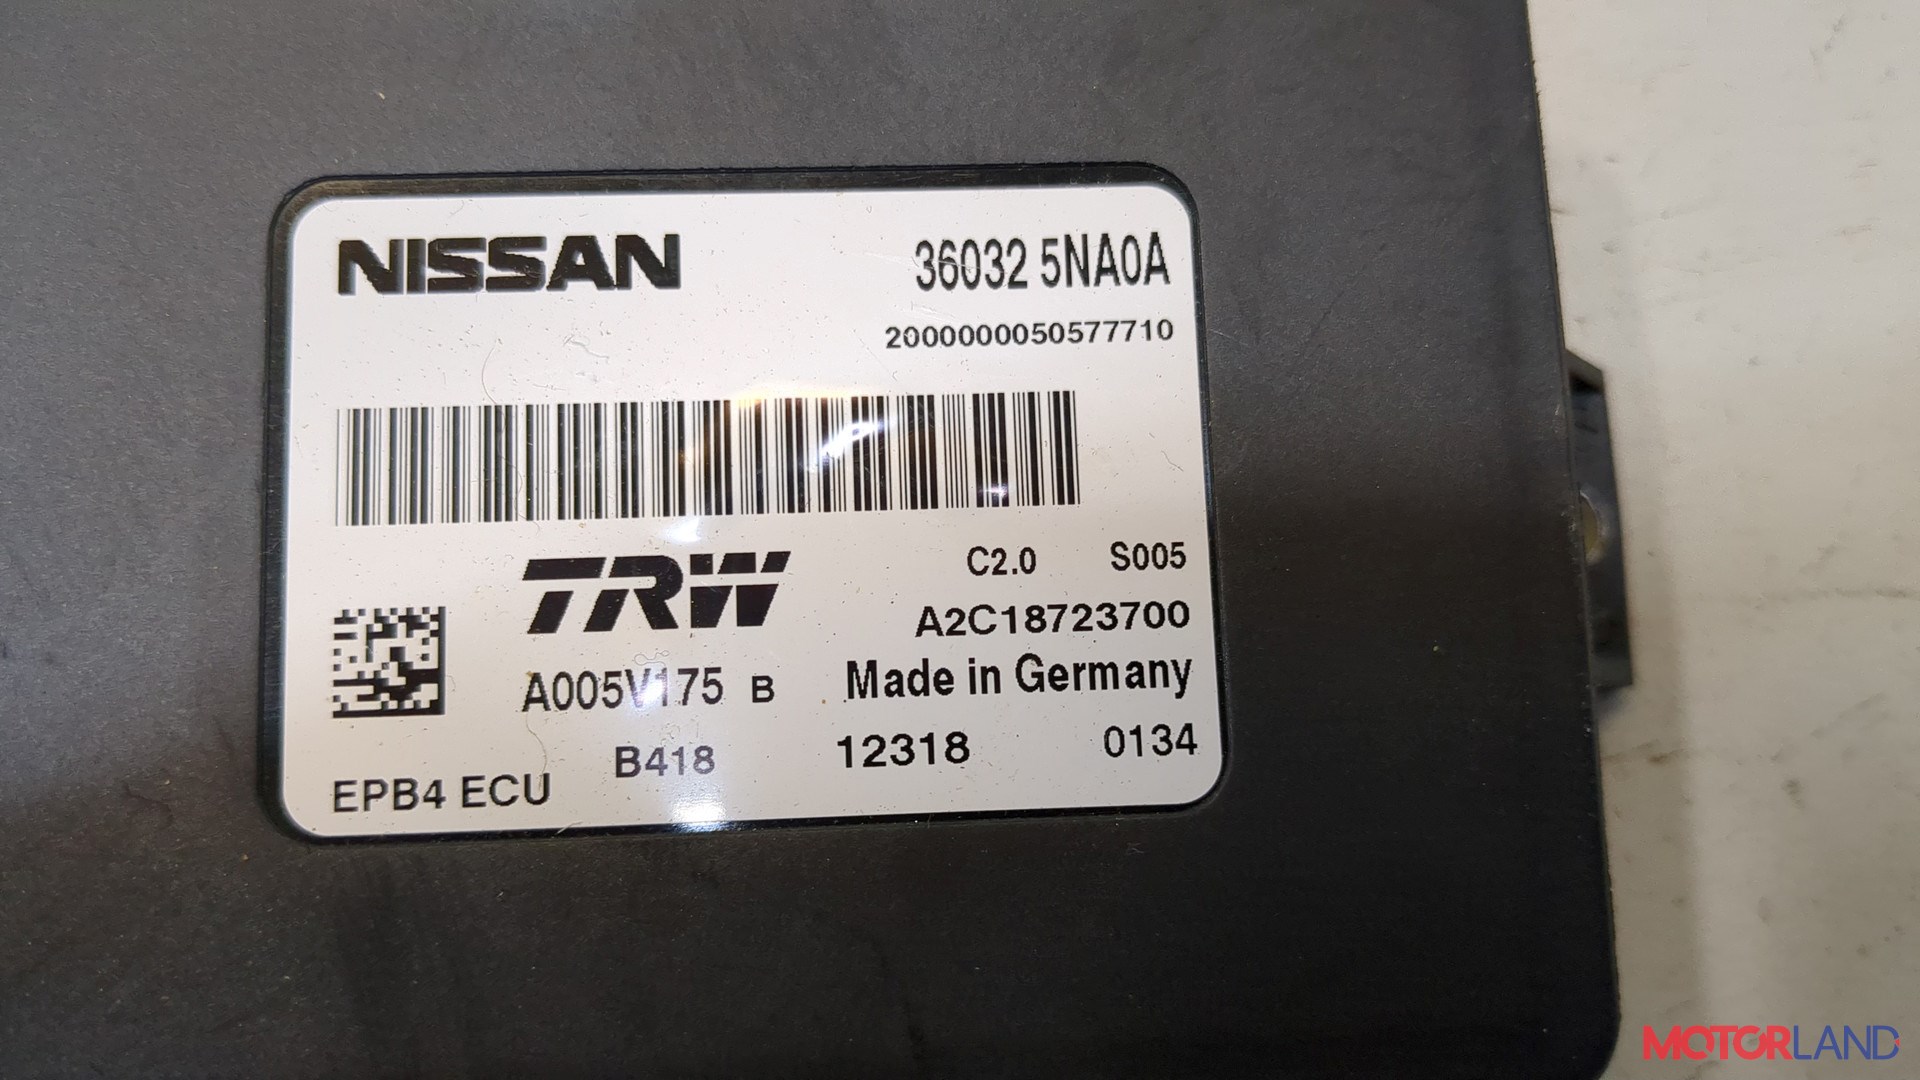 NISSAN 36032 5NA0A
2000000050577710
TRW C2.0 S005
A2C18723700
A005V175 B Made in Germany
B418 12318 0134
EPB4 ECU
MOTORLAND